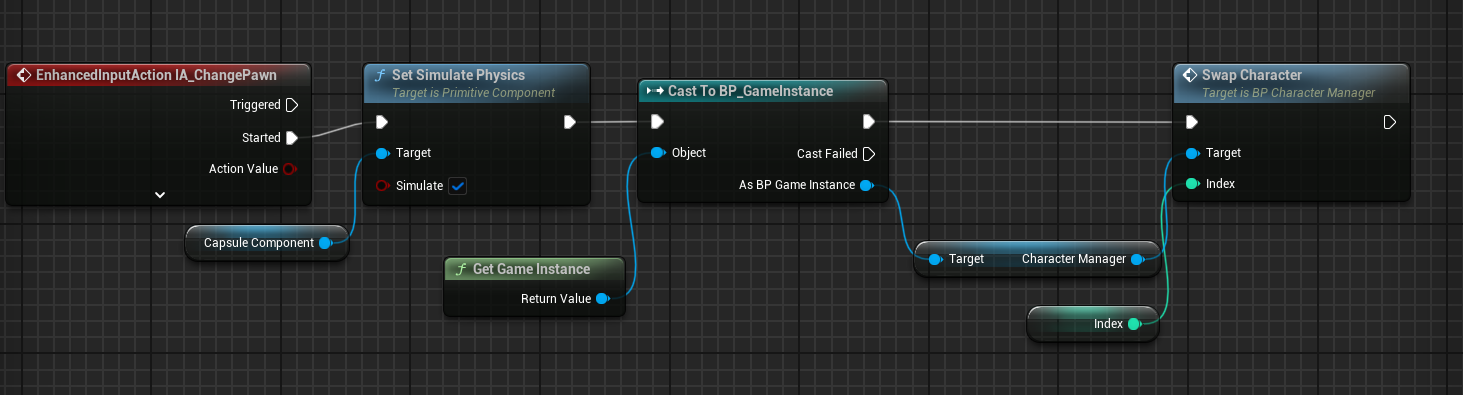 EnhancedInputAction IA_ChangePawn
Triggered
Started
Action Value
Capsule Component
Set Simulate Physics
Target is Primitive Component
Target
Simulate
Get Game Instance
Return Value
Cast To BP_GameInstance
Object
Cast Failed
As BP Game Instance
Target Character Manager
Index
Swap Character
Target is BP Character Manager
Target
Index